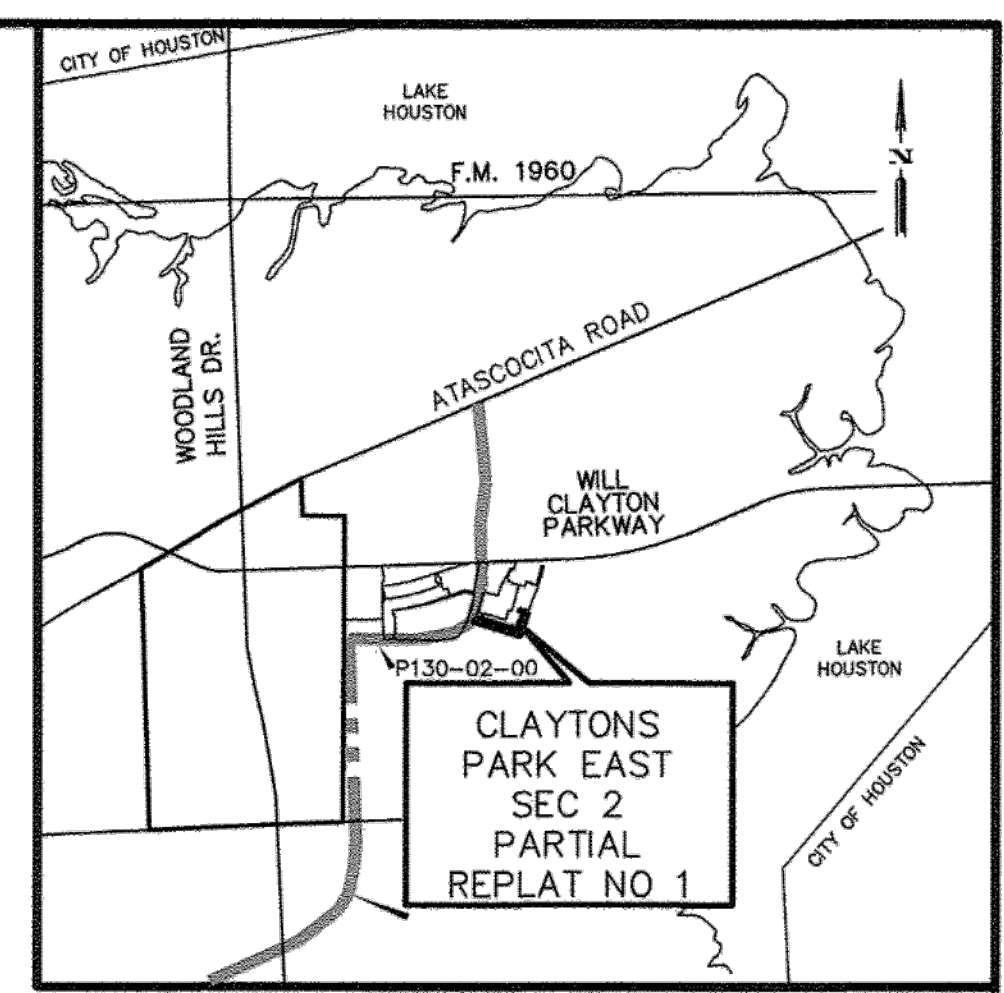 CITY OF HOUSTON
LAKE
HOUSTON
N
F.M. 1960
WOODLAND
HILLS DR.
ATASCOCITA ROAD
WILL
CLAYTON
PARKWAY
P130-02-00
LAKE
HOUSTON
CLAYTONS
PARK EAST
SEC 2
PARTIAL
REPLAT NO 1
CITY OF HOUSTON